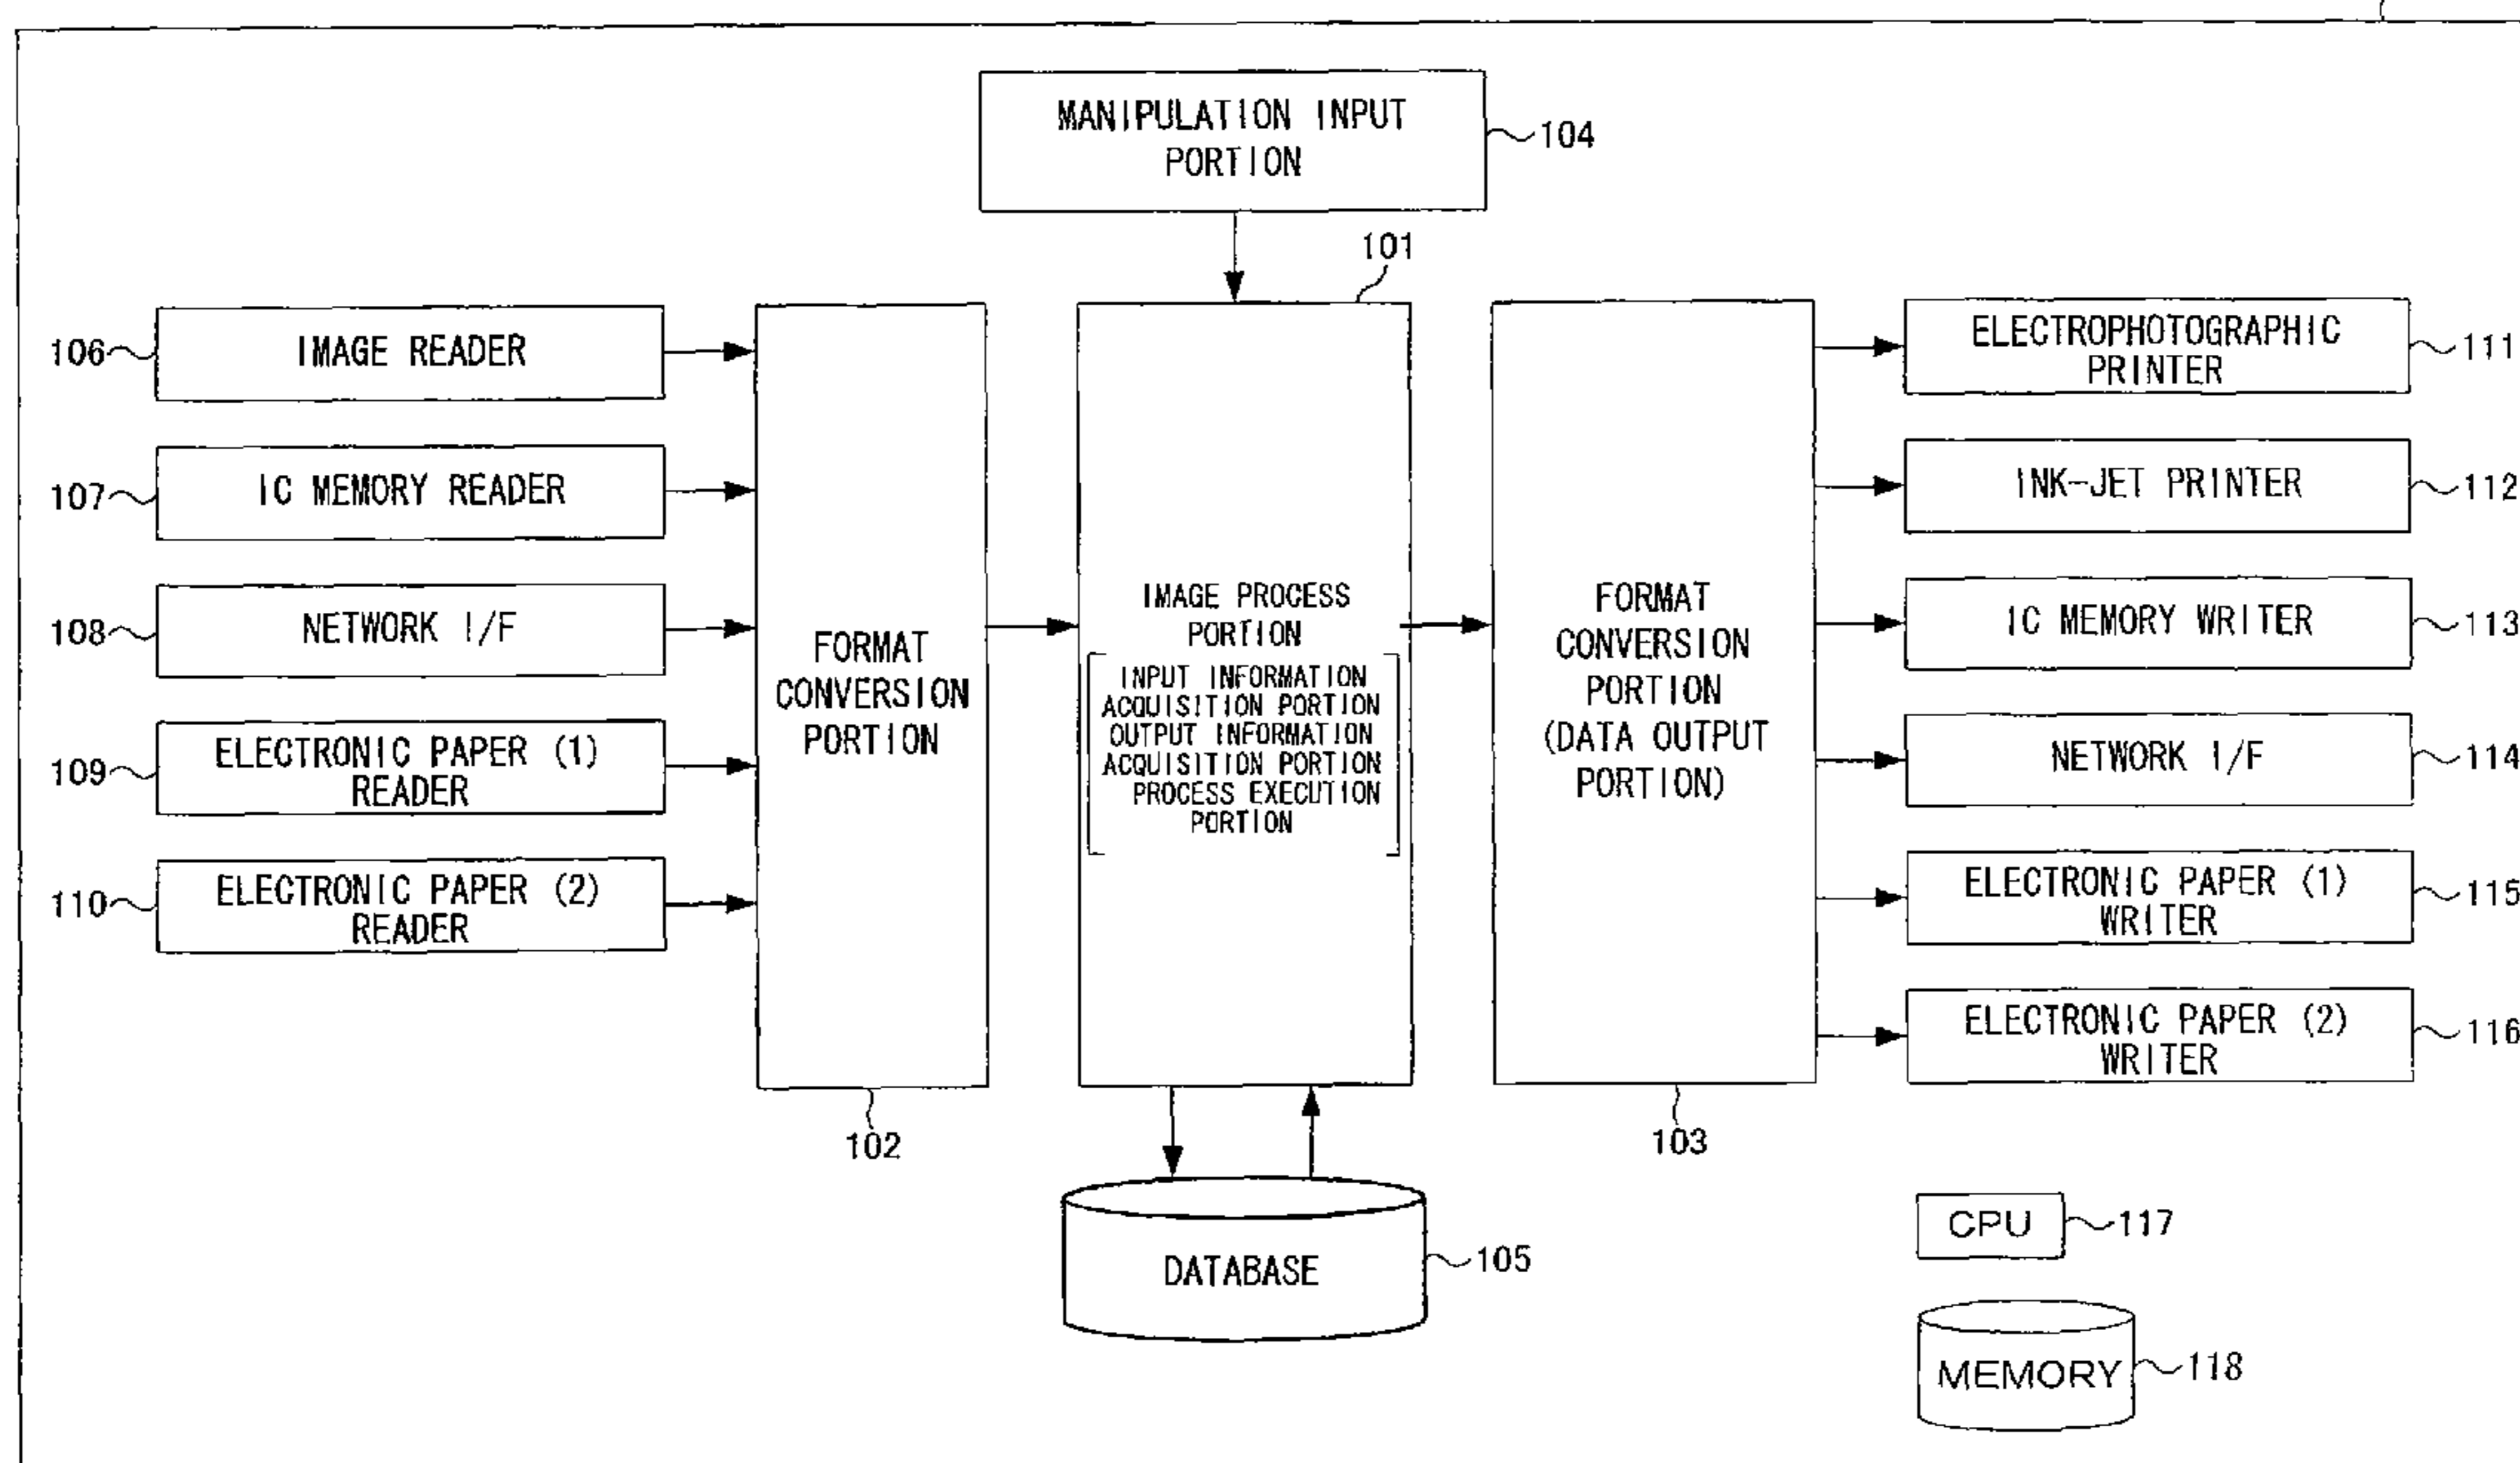 MANIPULATION INPUT
PORTION
104
101
106
IMAGE READER
107
IC MEMORY READER
108
NETWORK I/F
109
ELECTRONIC PAPER (1)
READER
110
ELECTRONIC PAPER (2)
READER
FORMAT
CONVERSION
PORTION
102
IMAGE PROCESS
PORTION
INPUT INFORMATION
ACQUISITION PORTION
OUTPUT INFORMATION
ACQUISITION PORTION
PROCESS EXECUTION
PORTION
FORMAT
CONVERSION
PORTION
(DATA OUTPUT
PORTION)
103
ELECTROPHOTOGRAPHIC
PRINTER
111
INK-JET PRINTER
112
IC MEMORY WRITER
113
NETWORK I/F
114
ELECTRONIC PAPER (1)
WRITER
115
ELECTRONIC PAPER (2)
WRITER
116
DATABASE
105
CPU
117
MEMORY
118